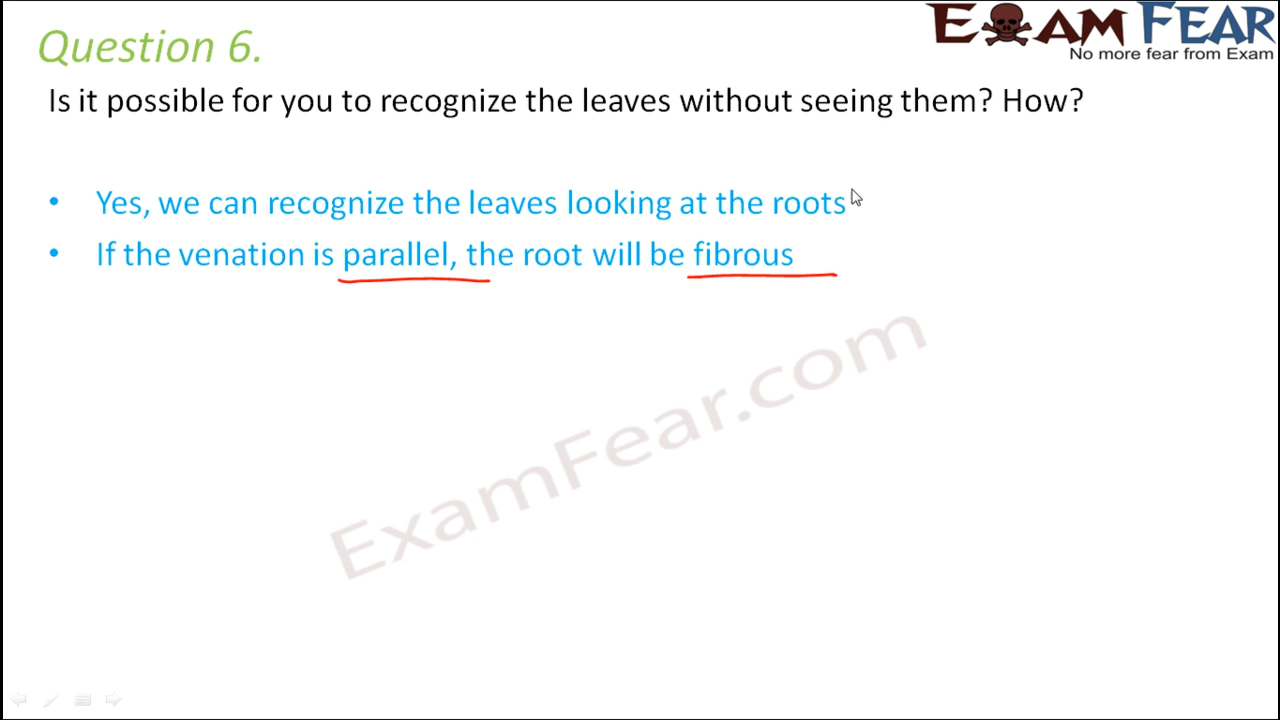 EXAM FEAR
No more fear from Exam
Question 6.
Is it possible for you to recognize the leaves without seeing them? How?
• Yes, we can recognize the leaves looking at the roots
• If the venation is parallel, the root will be fibrous
ExamFear.com